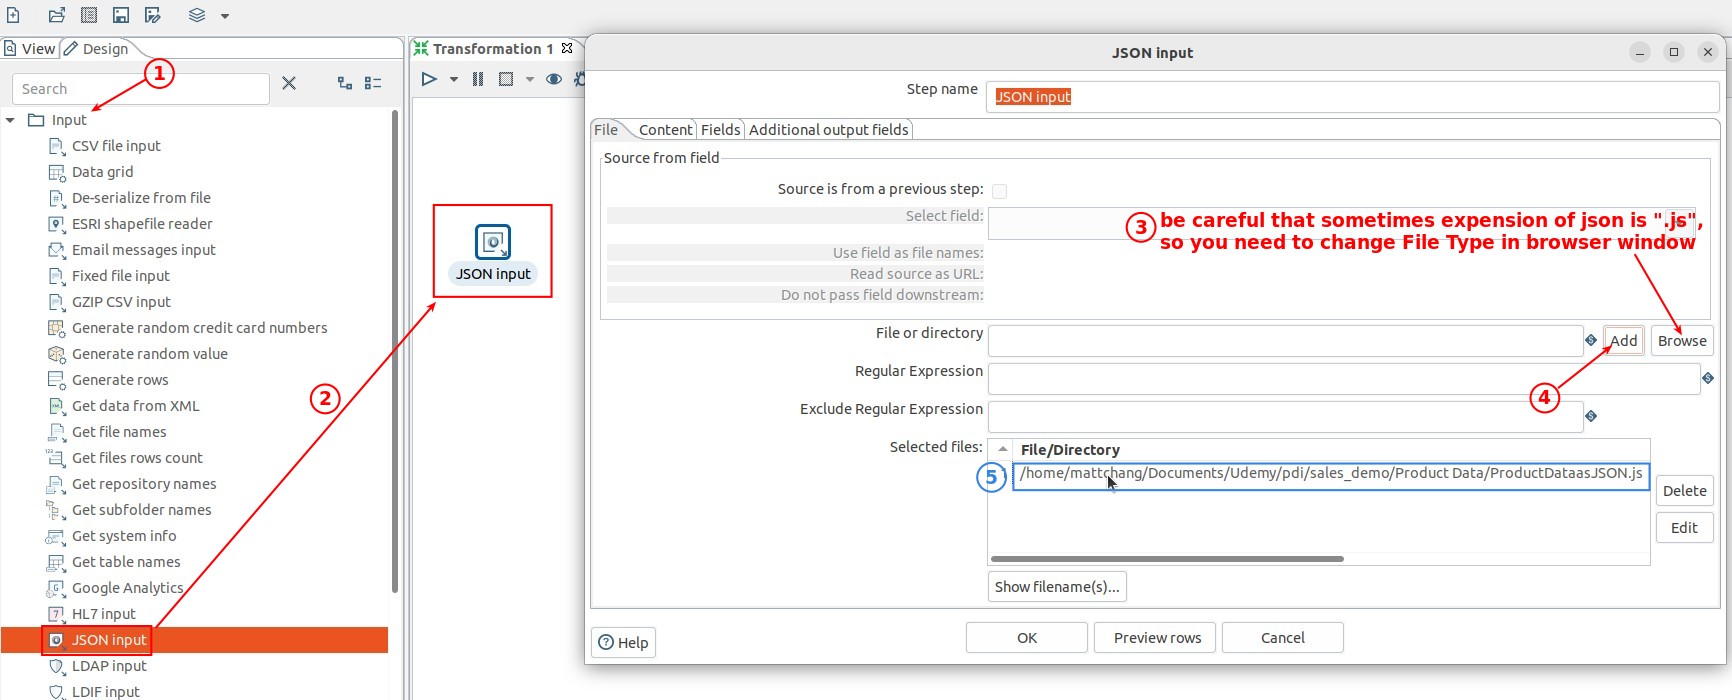 View
Design
Transformation 1
JSON input
1
Search
Step name
JSON input
File
Content
Fields
Additional output fields
Input
CSV file input
Data grid
De-serialize from file
ESRI shapefile reader
Email messages input
Fixed file input
GZIP CSV input
Generate random credit card numbers
Generate random value
Generate rows
Get data from XML
Get file names
Get files rows count
Get repository names
Get subfolder names
Get system info
Get table names
Google Analytics
HL7 input
JSON input
LDAP input
LDIF input
2
JSON input
Source from field
Source is from a previous step:
Select field:
3
be careful that sometimes expension of json is ".js",
so you need to change File Type in browser window
Use field as file names:
Read source as URL:
Do not pass field downstream:
File or directory
Add
Browse
Regular Expression
4
Exclude Regular Expression
Selected files:
File/Directory
5
/home/mattchang/Documents/Udemy/pdi/sales_demo/Product Data/ProductDataasJSON.js
Delete
Edit
Show filename(s)...
Help
OK
Preview rows
Cancel